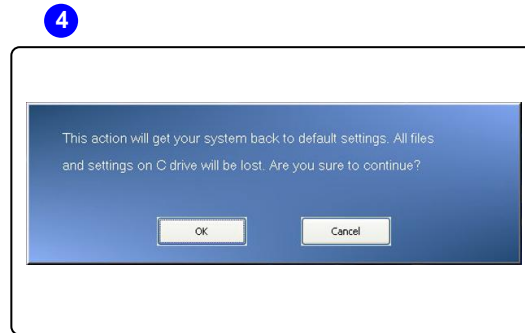 4
This action will get your system back to default settings. All files
and settings on C drive will be lost. Are you sure to continue?
OK
Cancel